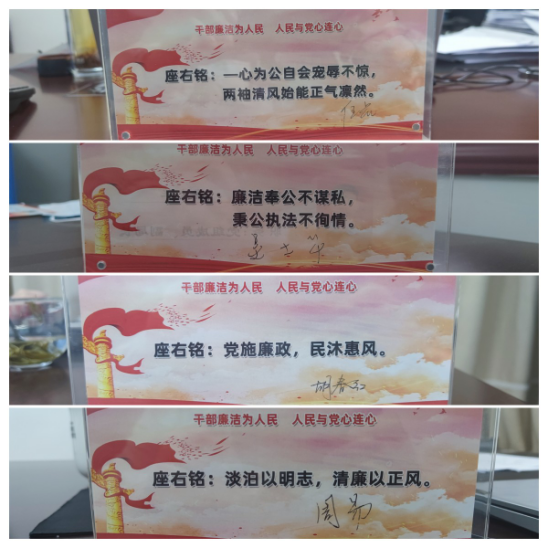 干部廉洁为人民 人民与党心连心
座右铭：一心为公自会宠辱不惊，
两袖清风始能正气凛然。
干部廉洁为人民 人民与党心连心
座右铭：廉洁奉公不谋私，
秉公执法不徇情。
干部廉洁为人民 人民与党心连心
座右铭：党施廉政，民沐惠风。
胡春红
干部廉洁为人民 人民与党心连心
座右铭：淡泊以明志，清廉以正风。
周易